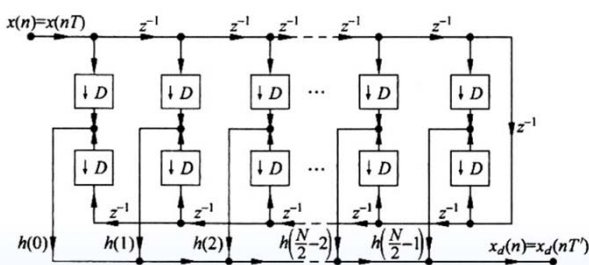 x(n)=x(nT) z⁻¹ z⁻¹ z⁻¹ z⁻¹ z⁻¹
↓D ↓D ↓D ... ↓D ↓D
z⁻¹
↓D ↓D ↓D ... ↓D ↓D
z⁻¹ z⁻¹ z⁻¹ z⁻¹ z⁻¹
h(0) h(1) h(2) h(N/2-2) h(N/2-1) x_d(n)=x_d(nT')